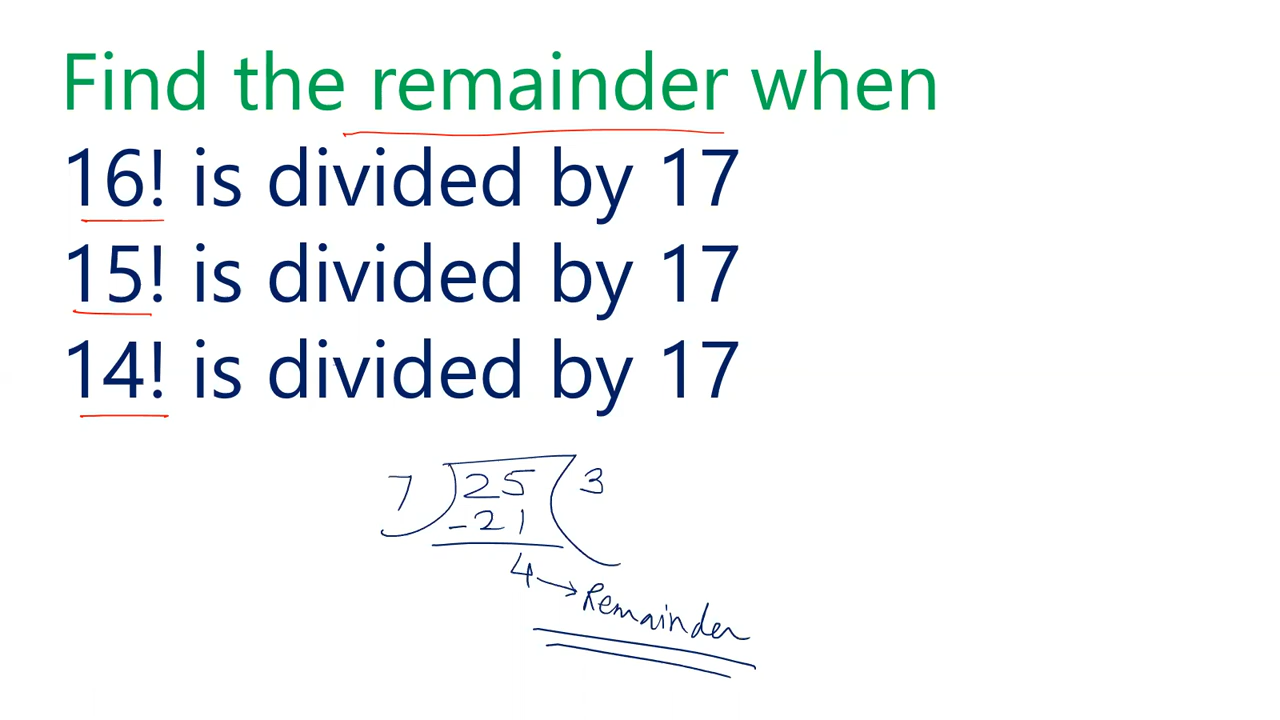 Find the remainder when
16! is divided by 17
15! is divided by 17
14! is divided by 17
7 ) 25 ( 3
-21
4 → Remainder